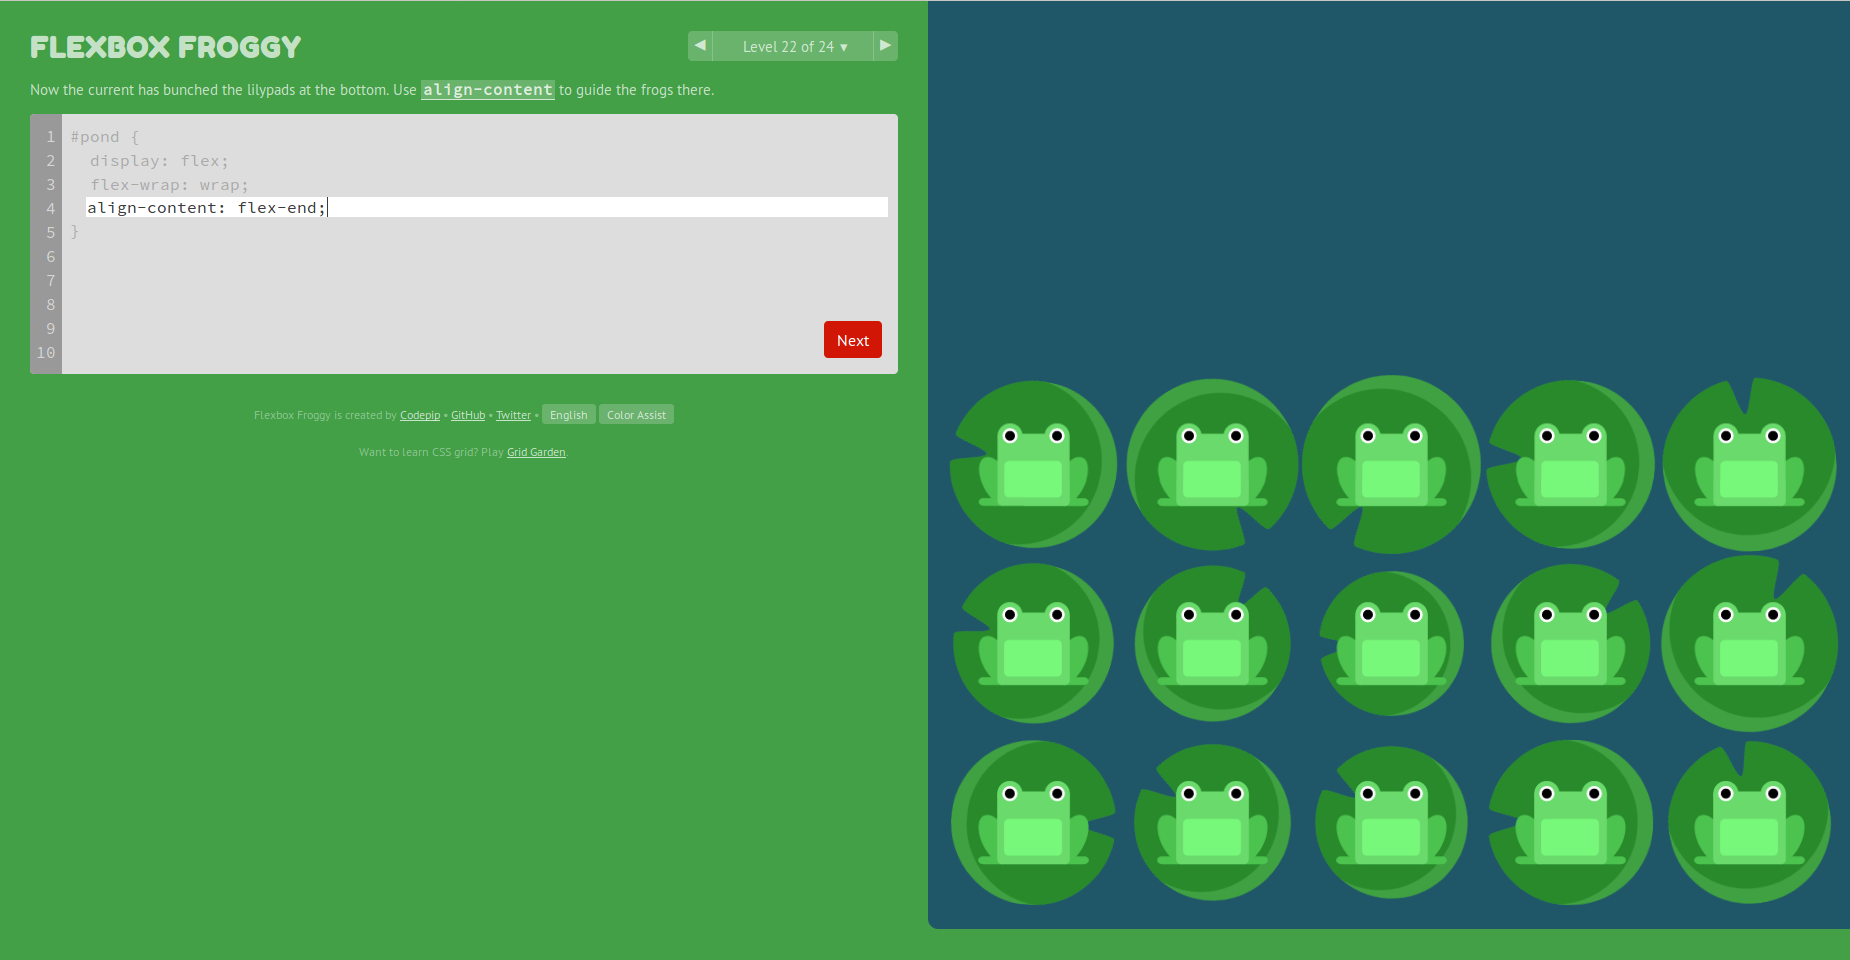 FLEXBOX FROGGY
◀ Level 22 of 24 ▾ ▶
Now the current has bunched the lilypads at the bottom. Use align-content to guide the frogs there.
1 #pond {
2   display: flex;
3   flex-wrap: wrap;
4   align-content: flex-end;
5 }
6
7
8
9
10
Next
Flexbox Froggy is created by Codepip • GitHub • Twitter • English Color Assist
Want to learn CSS grid? Play Grid Garden.